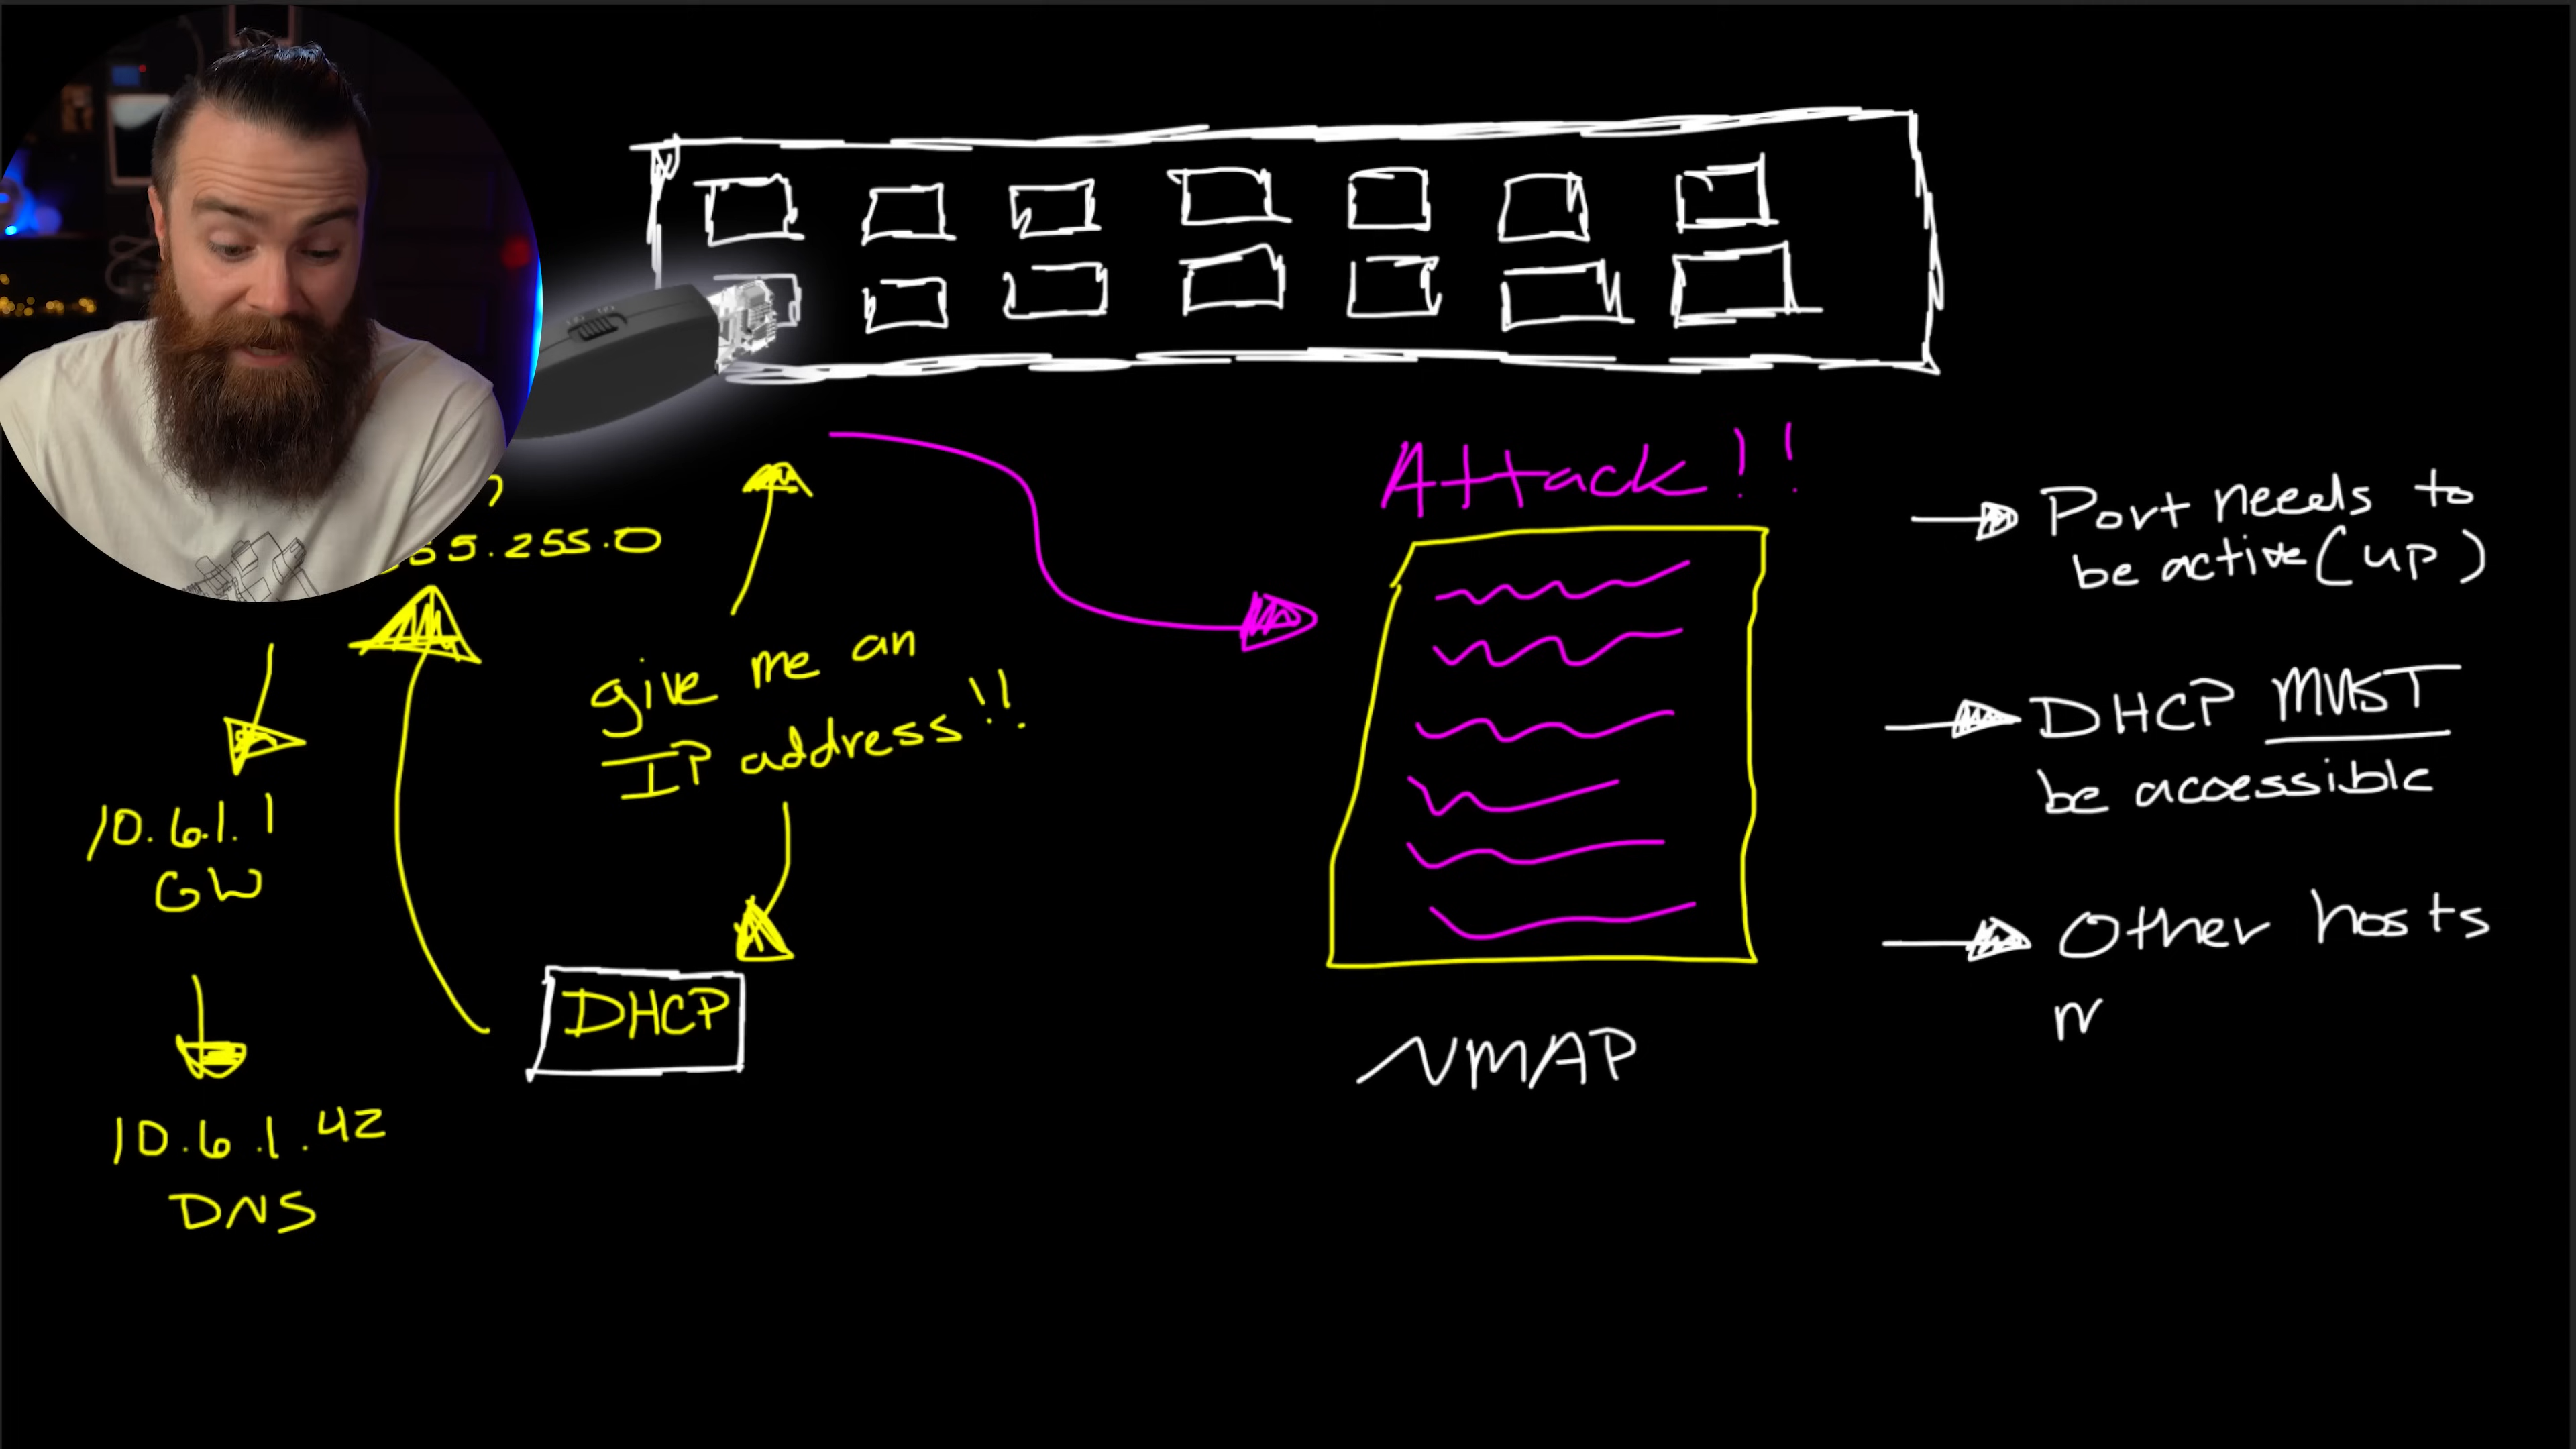 Attack!!
55.255.0
give me an
IP address!!
10.6.1.1
GW
DHCP
10.6.1.42
DNS
NMAP
Port needs to
be active (up)
DHCP MUST
be accessible
Other hosts